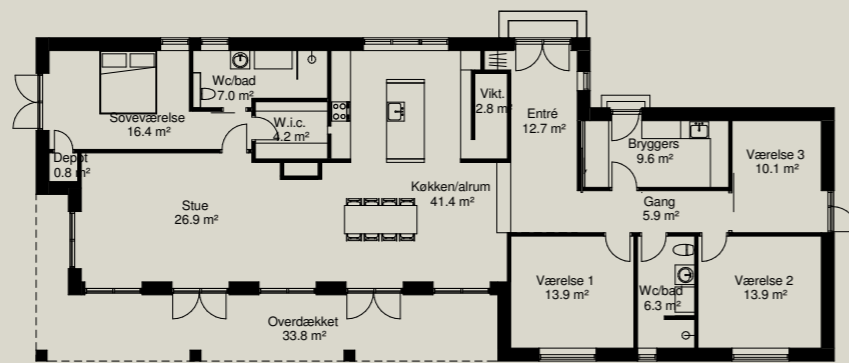 Wc/bad
7.0 m²
Soveværelse
16.4 m²
W.i.c.
4.2 m²
Vikt.
2.8 m²
Entré
12.7 m²
Bryggers
9.6 m²
Værelse 3
10.1 m²
Depot
0.8 m²
Stue
26.9 m²
Køkken/alrum
41.4 m²
Gang
5.9 m²
Værelse 1
13.9 m²
Wc/bad
6.3 m²
Værelse 2
13.9 m²
Overdækket
33.8 m²